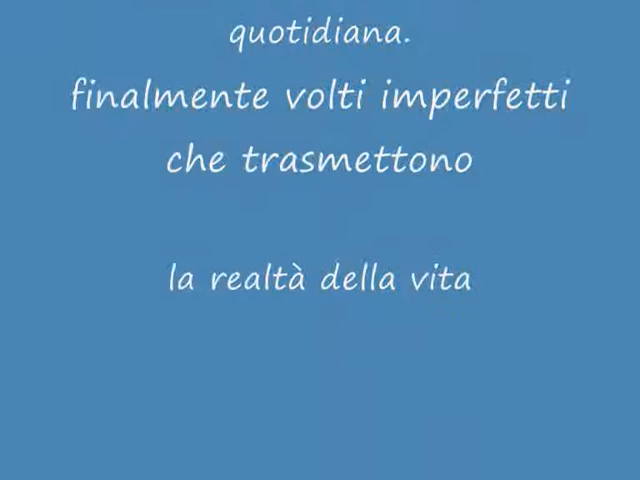 quotidiana.
finalmente volti imperfetti
che trasmettono
la realtà della vita